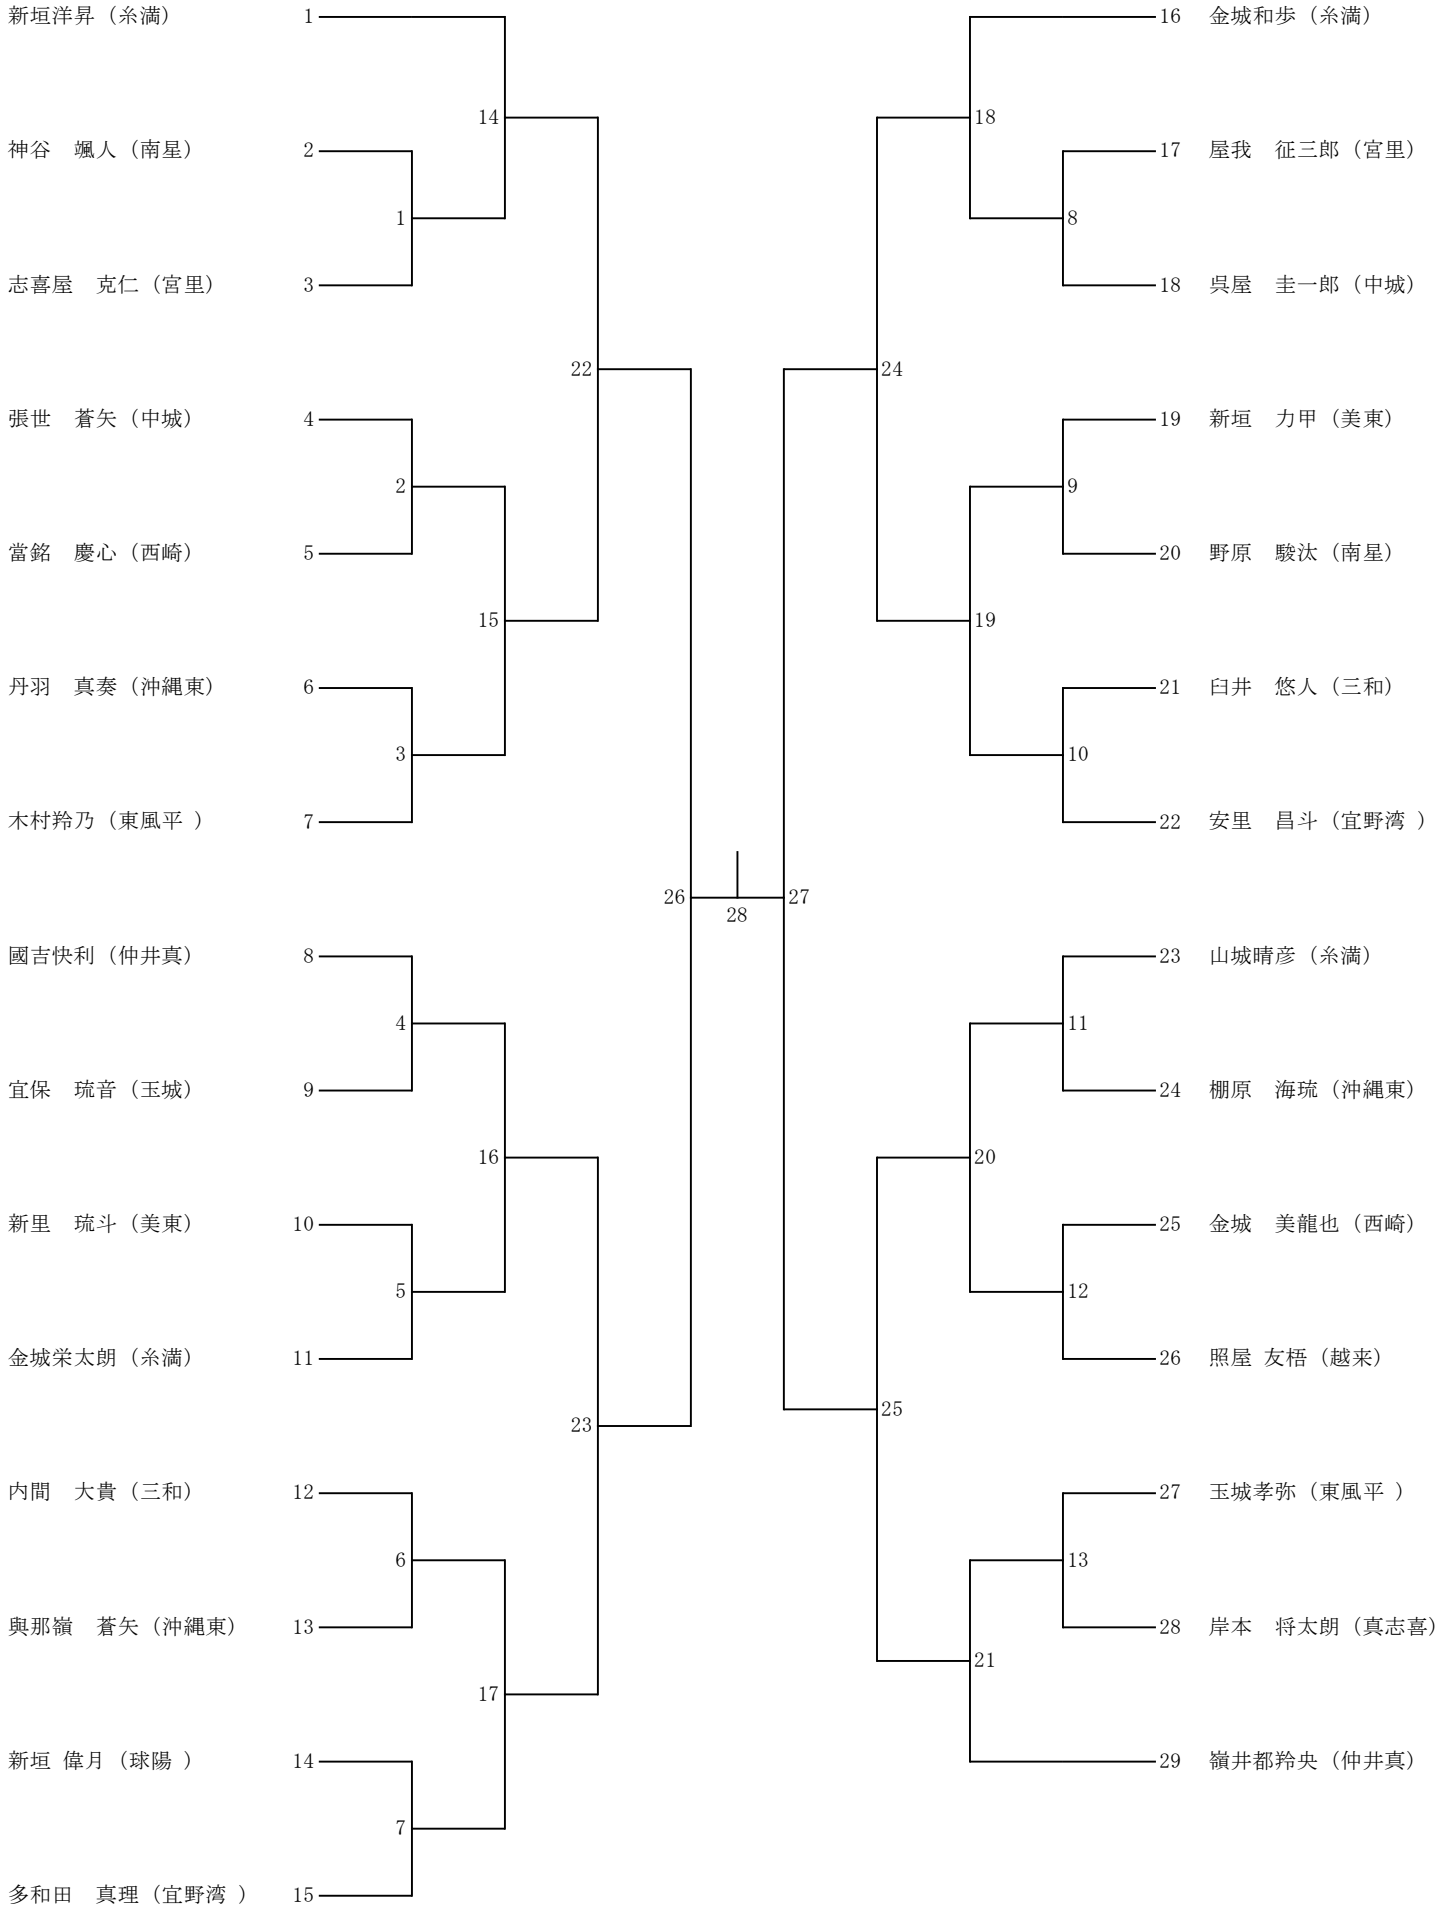 新垣洋昇（糸満） 1
神谷　颯人（南星） 2
志喜屋　克仁（宮里） 3
張世　蒼矢（中城） 4
當銘　慶心（西崎） 5
丹羽　真奏（沖縄東） 6
木村羚乃（東風平 ） 7
國吉快利（仲井真） 8
宜保　琉音（玉城） 9
新里　琉斗（美東） 10
金城栄太朗（糸満） 11
内間　大貴（三和） 12
與那嶺　蒼矢（沖縄東） 13
新垣 偉月（球陽 ） 14
多和田　真理（宜野湾 ） 15
1
2
3
4
5
6
7
14
15
16
17
22
23
26
28
27
24
25
18
19
20
21
8
9
10
11
12
13
16 金城和歩（糸満）
17 屋我　征三郎（宮里）
18 呉屋　圭一郎（中城）
19 新垣　力甲（美東）
20 野原　駿汰（南星）
21 臼井　悠人（三和）
22 安里　昌斗（宜野湾 ）
23 山城晴彦（糸満）
24 棚原　海琉（沖縄東）
25 金城　美龍也（西崎）
26 照屋 友梧（越来）
27 玉城孝弥（東風平 ）
28 岸本　将太朗（真志喜）
29 嶺井都羚央（仲井真）